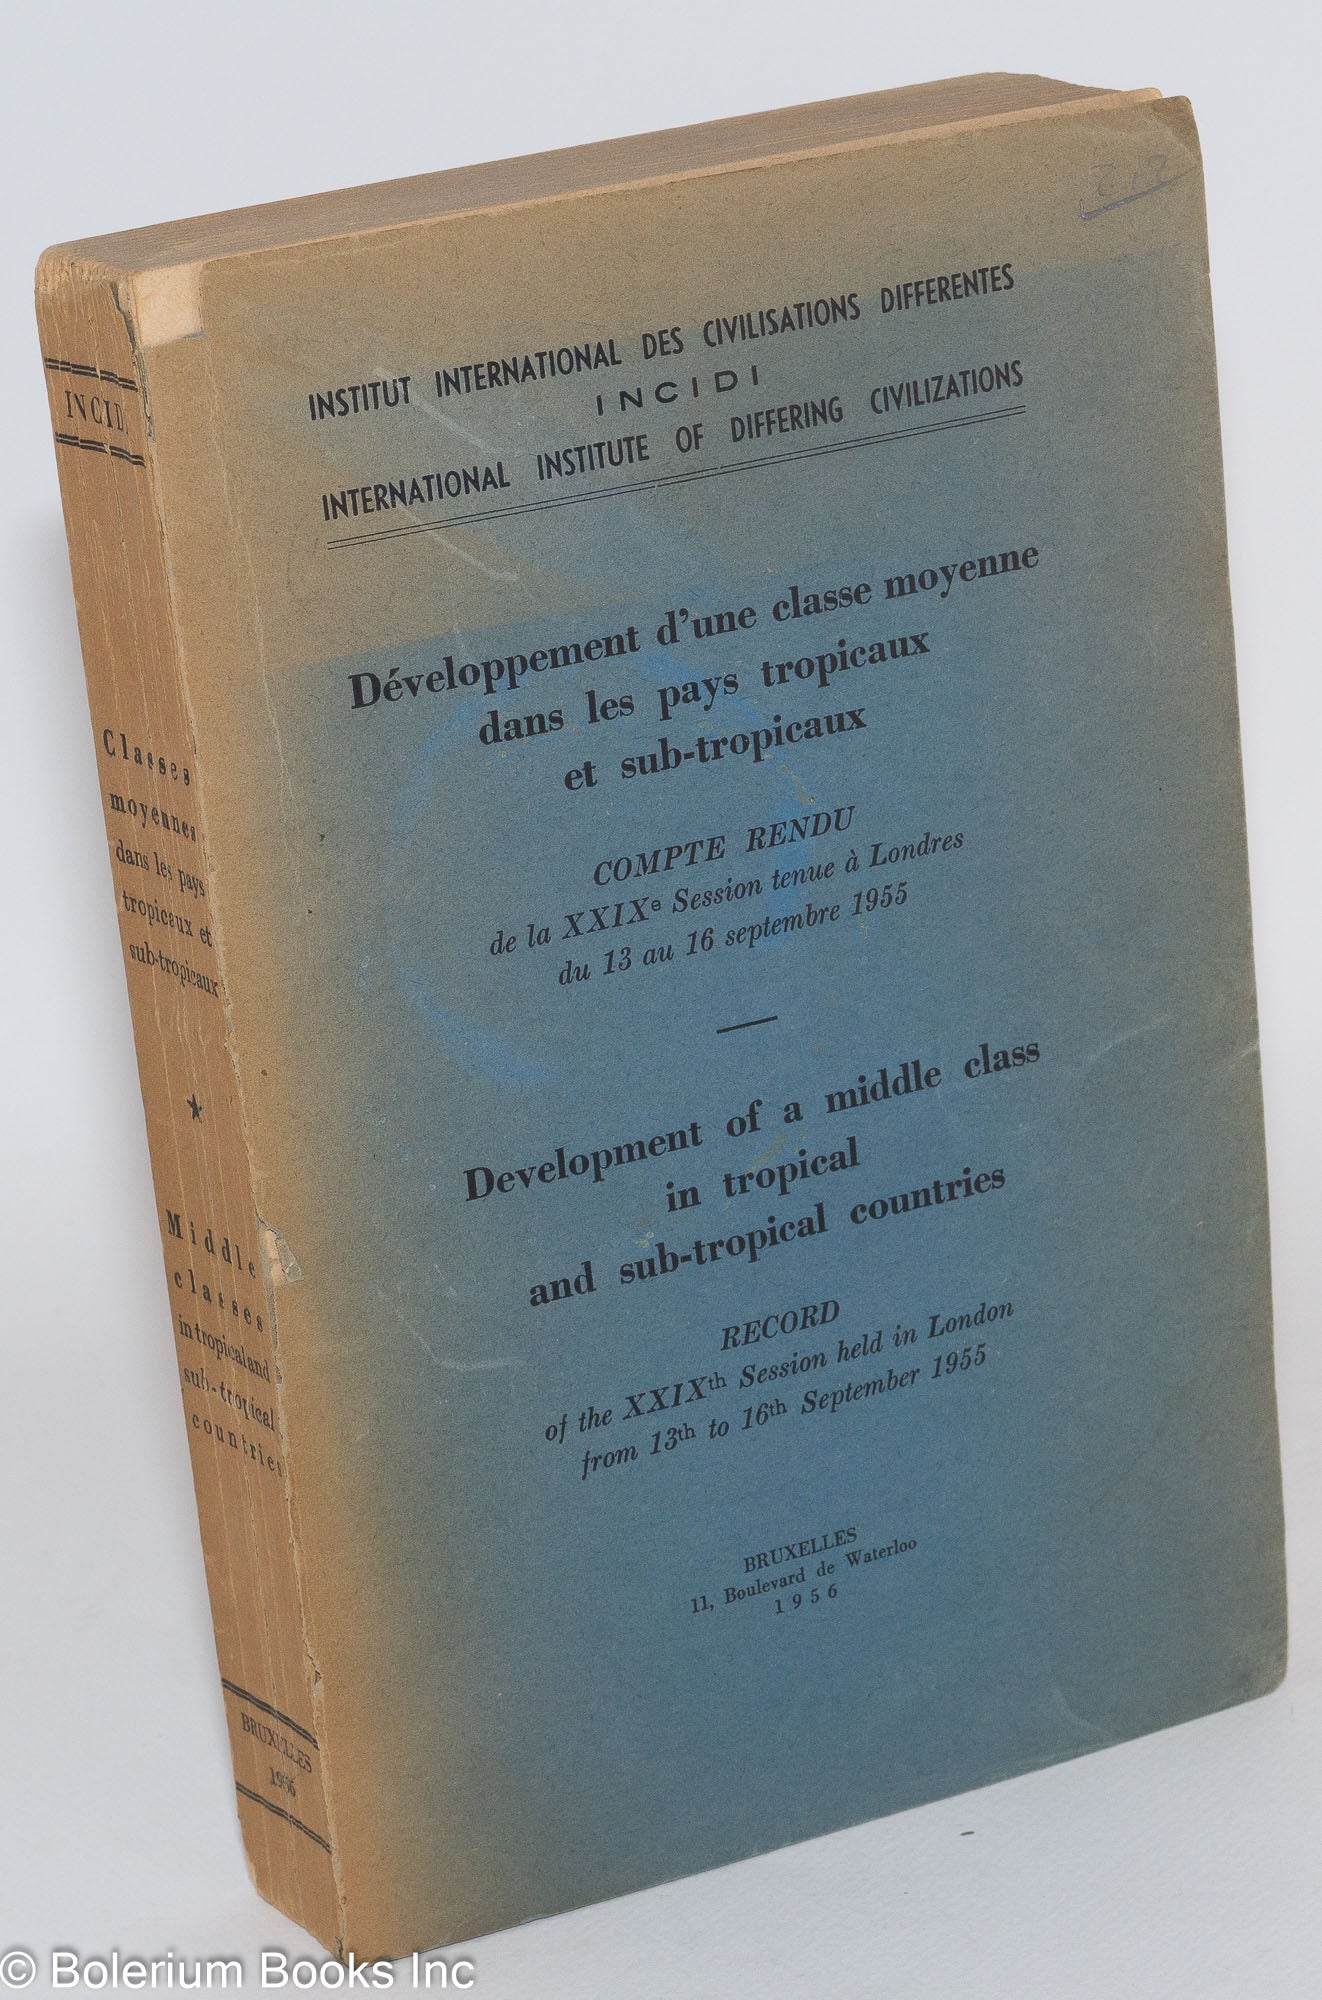 INSTITUT INTERNATIONAL DES CIVILISATIONS DIFFERENTES
INCIDI
INTERNATIONAL INSTITUTE OF DIFFERING CIVILIZATIONS
Développement d'une classe moyenne
dans les pays tropicaux
et sub-tropicaux
COMPTE RENDU
de la XXIXe Session tenue à Londres
du 13 au 16 septembre 1955
Development of a middle class
in tropical
and sub-tropical countries
RECORD
of the XXIXth Session held in London
from 13th to 16th September 1955
BRUXELLES
11, Boulevard de Waterloo
1956
INCID.
Classes
moyennes
dans les pays
tropicaux et
sub-tropicaux
Middle
classes
in tropical and
sub-tropical
countries
BRUXELLES
1956
© Bolerium Books Inc